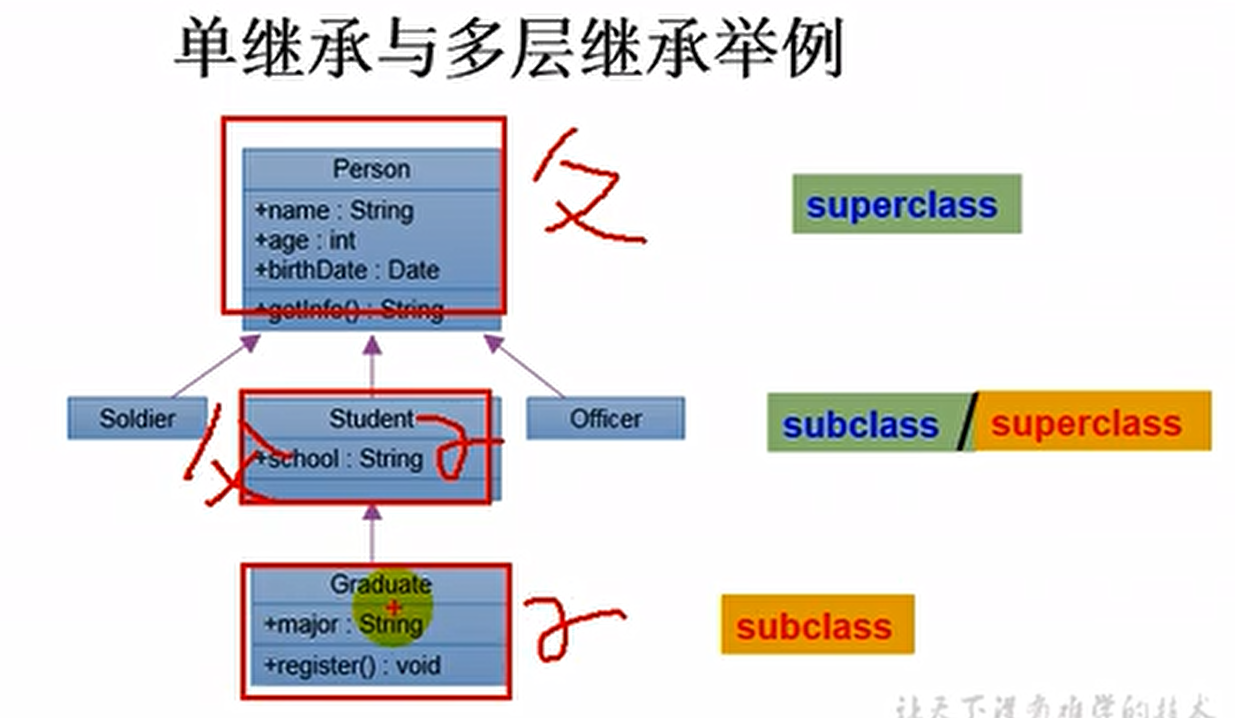 单继承与多层继承举例
Person
+name : String
+age : int
+birthDate : Date
+getInfo() : String
父
superclass
Soldier
Student
+school : String
父
子
Officer
subclass / superclass
Graduate
+major : String
+register() : void
子
subclass
让天下没有难学的技术